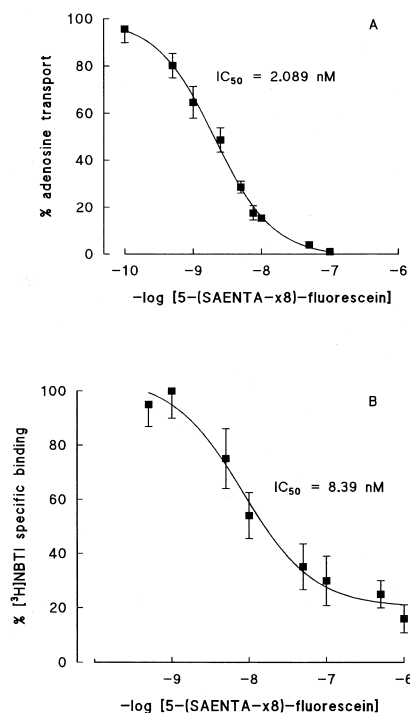 A
% adenosine transport
100
80
60
40
20
0
IC50 = 2.089 nM
-10 -9 -8 -7 -6
-log [5-(SAENTA-x8)-fluorescein]
B
% [³H]NBTI specific binding
100
80
60
40
20
0
IC50 = 8.39 nM
-9 -8 -7 -6
-log [5-(SAENTA-x8)-fluorescein]